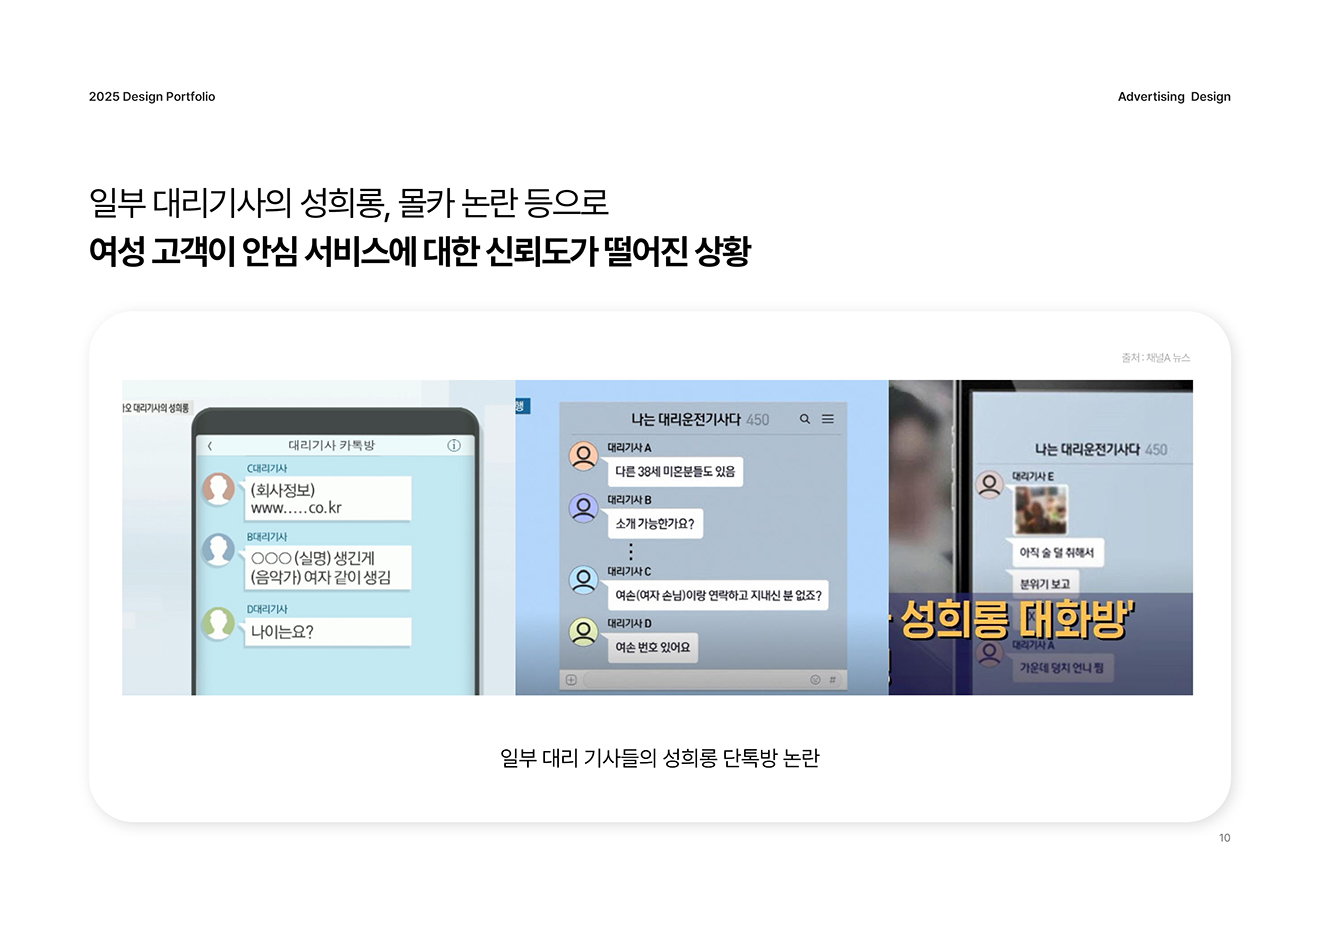 2025 Design Portfolio
Advertising Design
일부 대리기사의 성희롱, 몰카 논란 등으로
여성 고객이 안심 서비스에 대한 신뢰도가 떨어진 상황
출처 : 채널A 뉴스
오 대리기사의 성희롱
대리기사 카톡방
C대리기사
(회사정보)
www.....co.kr
B대리기사
○○○ (실명) 생긴게
(음악가) 여자 같이 생김
D대리기사
나이는요?
행
나는 대리운전기사다 450
대리기사 A
다른 38세 미혼분들도 있음
대리기사 B
소개 가능한가요?
대리기사 C
여손(여자 손님)이랑 연락하고 지내신 분 없죠?
대리기사 D
여손 번호 있어요
#
나는 대리운전기사다 450
대리기사 E
아직 술 덜 취해서
분위기 보고
성희롱 대화방'
대리기사 A
가운데 덩치 언니 찜
일부 대리 기사들의 성희롱 단톡방 논란
10